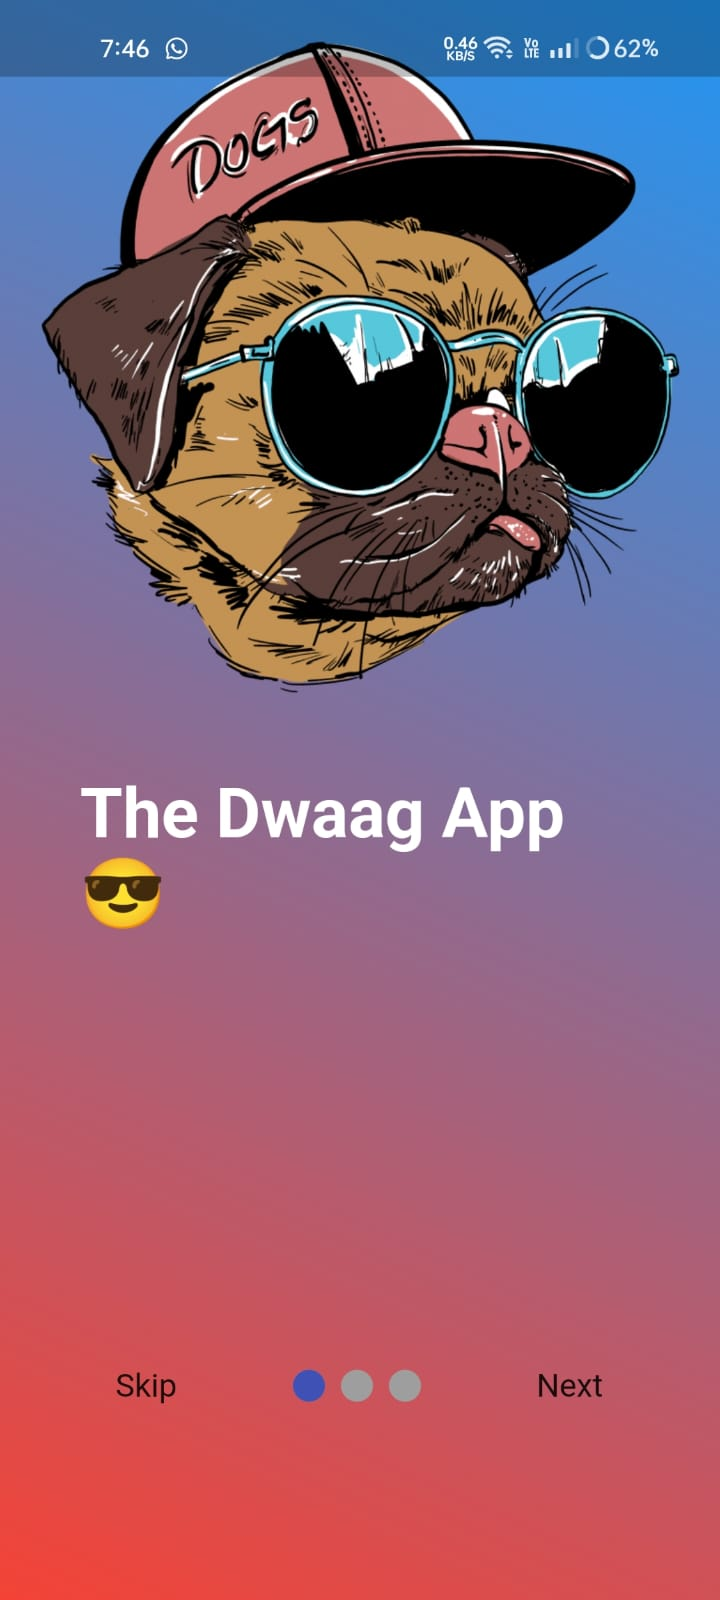 7:46 0.46 KB/S Vo LTE 62%
DOGS
The Dwaag App
😎
Skip Next